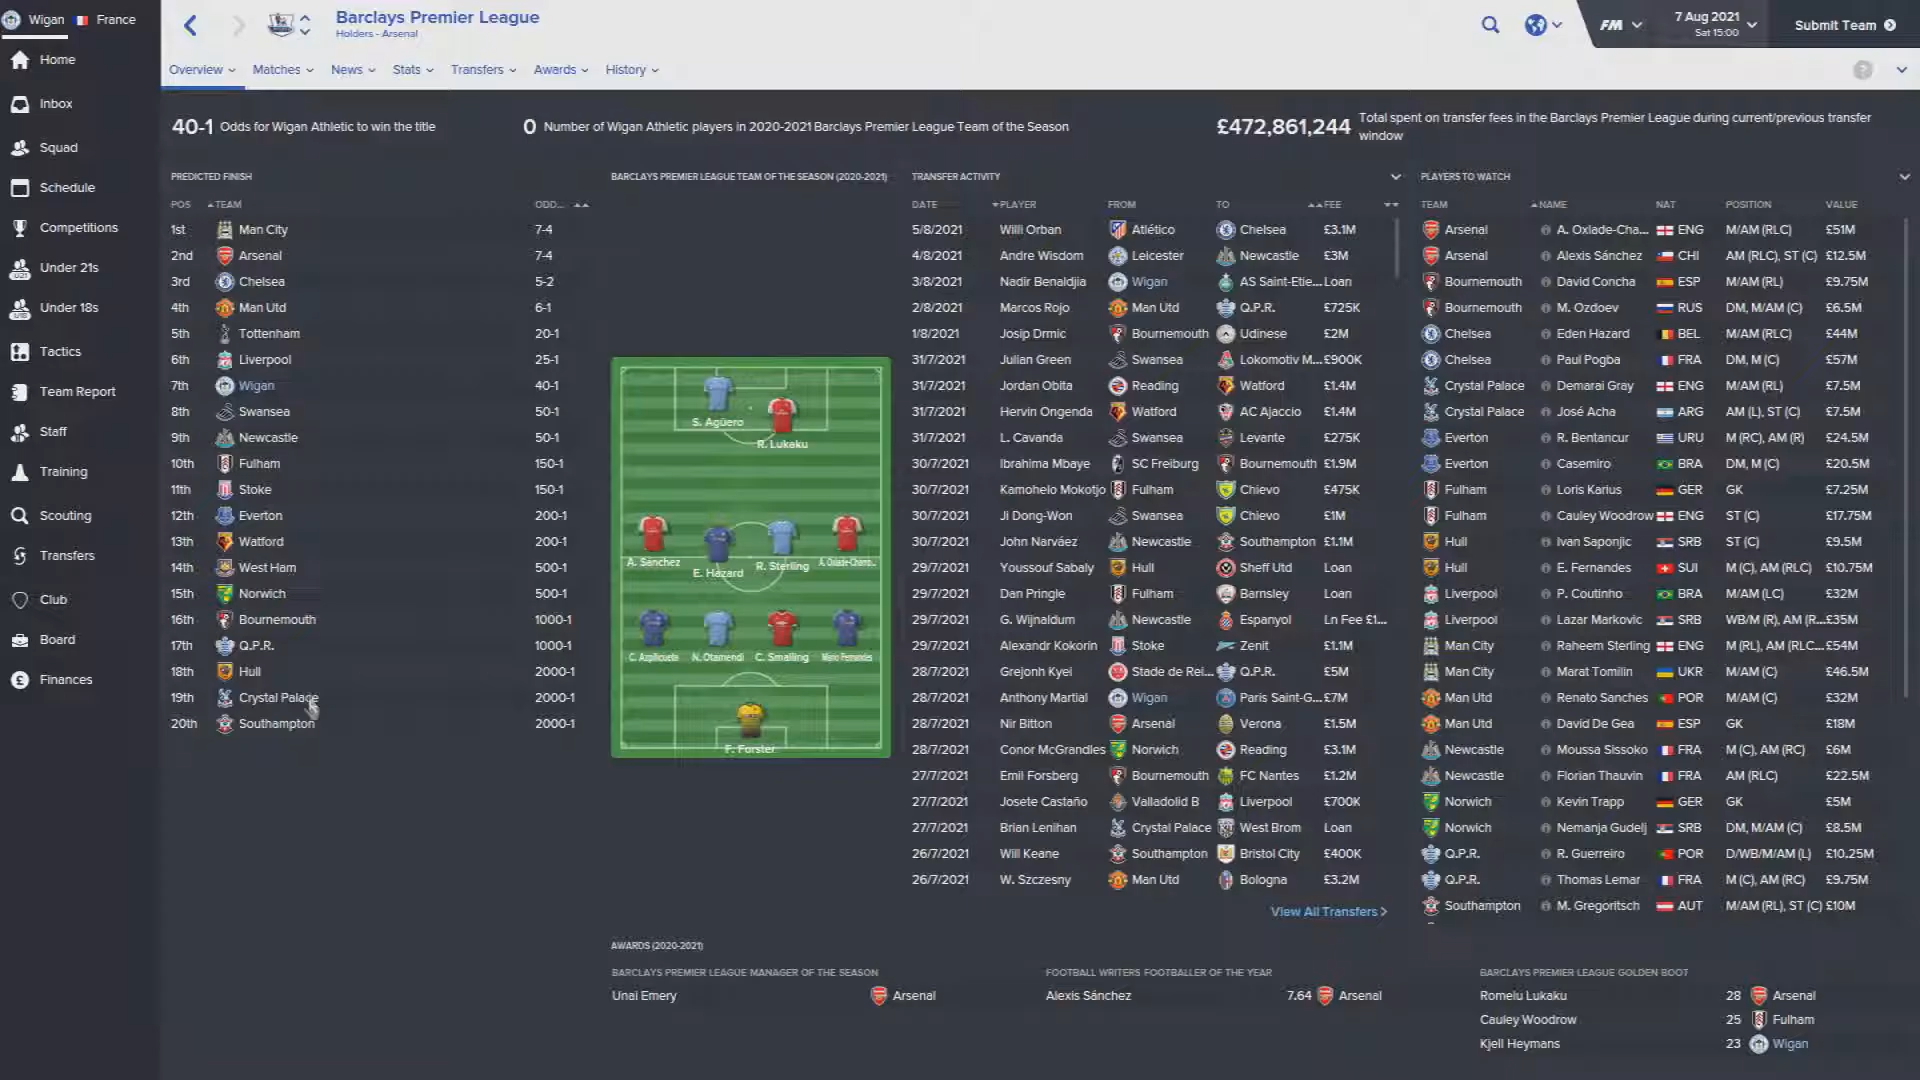 Wigan France
Home
Inbox
Squad
Schedule
Competitions
Under 21s
Under 18s
Tactics
Team Report
Staff
Training
Scouting
Transfers
Club
Board
Finances
Barclays Premier League
Holders - Arsenal
FM
7 Aug 2021
Sat 15:00
Submit Team
Overview Matches News Stats Transfers Awards History
40-1 Odds for Wigan Athletic to win the title
0 Number of Wigan Athletic players in 2020-2021 Barclays Premier League Team of the Season
£472,861,244 Total spent on transfer fees in the Barclays Premier League during current/previous transfer
window
PREDICTED FINISH
POS TEAM ODD...
1st Man City 7-4
2nd Arsenal 7-4
3rd Chelsea 5-2
4th Man Utd 6-1
5th Tottenham 20-1
6th Liverpool 25-1
7th Wigan 40-1
8th Swansea 50-1
9th Newcastle 50-1
10th Fulham 150-1
11th Stoke 150-1
12th Everton 200-1
13th Watford 200-1
14th West Ham 500-1
15th Norwich 500-1
16th Bournemouth 1000-1
17th Q.P.R. 1000-1
18th Hull 2000-1
19th Crystal Palace 2000-1
20th Southampton 2000-1
BARCLAYS PREMIER LEAGUE TEAM OF THE SEASON (2020-2021)
S. Agüero
R. Lukaku
A. Sánchez E. Hazard R. Sterling A. Oxlade-Cham...
C. Azpilicueta N. Otamendi C. Smalling Mário Fernandes
F. Forster
TRANSFER ACTIVITY
DATE PLAYER FROM TO FEE
5/8/2021 Willi Orban Atlético Chelsea £3.1M
4/8/2021 Andre Wisdom Leicester Newcastle £3M
3/8/2021 Nadir Benaldjia Wigan AS Saint-Etie... Loan
2/8/2021 Marcos Rojo Man Utd Q.P.R. £725K
1/8/2021 Josip Drmic Bournemouth Udinese £2M
31/7/2021 Julian Green Swansea Lokomotiv M... £900K
31/7/2021 Jordan Obita Reading Watford £1.4M
31/7/2021 Hervin Ongenda Watford AC Ajaccio £1.4M
31/7/2021 L. Cavanda Swansea Levante £275K
30/7/2021 Ibrahima Mbaye SC Freiburg Bournemouth £1.9M
30/7/2021 Kamohelo Mokotjo Fulham Chievo £475K
30/7/2021 Ji Dong-Won Swansea Chievo £1M
30/7/2021 John Narváez Newcastle Southampton £1.1M
29/7/2021 Youssouf Sabaly Hull Sheff Utd Loan
29/7/2021 Dan Pringle Fulham Barnsley Loan
29/7/2021 G. Wijnaldum Newcastle Espanyol Ln Fee £1...
29/7/2021 Alexandr Kokorin Stoke Zenit £1.1M
28/7/2021 Grejohn Kyei Stade de Rei... Q.P.R. £5M
28/7/2021 Anthony Martial Wigan Paris Saint-G... £7M
28/7/2021 Nir Bitton Arsenal Verona £1.5M
28/7/2021 Conor McGrandles Norwich Reading £3.1M
27/7/2021 Emil Forsberg Bournemouth FC Nantes £1.2M
27/7/2021 Josete Castaño Valladolid B Liverpool £700K
27/7/2021 Brian Lenihan Crystal Palace West Brom Loan
26/7/2021 Will Keane Southampton Bristol City £400K
26/7/2021 W. Szczesny Man Utd Bologna £3.2M
View All Transfers >
PLAYERS TO WATCH
TEAM NAME NAT POSITION VALUE
Arsenal A. Oxlade-Cha... ENG M/AM (RLC) £51M
Arsenal Alexis Sánchez CHI AM (RLC), ST (C) £12.5M
Bournemouth David Concha ESP M/AM (RL) £9.75M
Bournemouth M. Ozdoev RUS DM, M/AM (C) £6.5M
Chelsea Eden Hazard BEL M/AM (RLC) £44M
Chelsea Paul Pogba FRA DM, M (C) £57M
Crystal Palace Demarai Gray ENG M/AM (RL) £7.5M
Crystal Palace José Acha ARG AM (L), ST (C) £7.5M
Everton R. Bentancur URU M (RC), AM (R) £24.5M
Everton Casemiro BRA DM, M (C) £20.5M
Fulham Loris Karius GER GK £7.25M
Fulham Cauley Woodrow ENG ST (C) £17.75M
Hull Ivan Saponjic SRB ST (C) £9.5M
Hull E. Fernandes SUI M (C), AM (RLC) £10.75M
Liverpool P. Coutinho BRA M/AM (LC) £32M
Liverpool Lazar Markovic SRB WB/M (R), AM (R... £35M
Man City Raheem Sterling ENG M (RL), AM (RLC... £54M
Man City Marat Tomilin UKR M/AM (C) £46.5M
Man Utd Renato Sanches POR M/AM (C) £32M
Man Utd David De Gea ESP GK £18M
Newcastle Moussa Sissoko FRA M (C), AM (RC) £6M
Newcastle Florian Thauvin FRA AM (RLC) £22.5M
Norwich Kevin Trapp GER GK £5M
Norwich Nemanja Gudelj SRB DM, M/AM (C) £8.5M
Q.P.R. R. Guerreiro POR D/WB/M/AM (L) £10.25M
Q.P.R. Thomas Lemar FRA M (C), AM (RC) £9.75M
Southampton M. Gregoritsch AUT M/AM (RL), ST (C) £10M
AWARDS (2020-2021)
BARCLAYS PREMIER LEAGUE MANAGER OF THE SEASON
Unai Emery Arsenal
FOOTBALL WRITERS FOOTBALLER OF THE YEAR
Alexis Sánchez 7.64 Arsenal
BARCLAYS PREMIER LEAGUE GOLDEN BOOT
Romelu Lukaku 28 Arsenal
Cauley Woodrow 25 Fulham
Kjell Heymans 23 Wigan